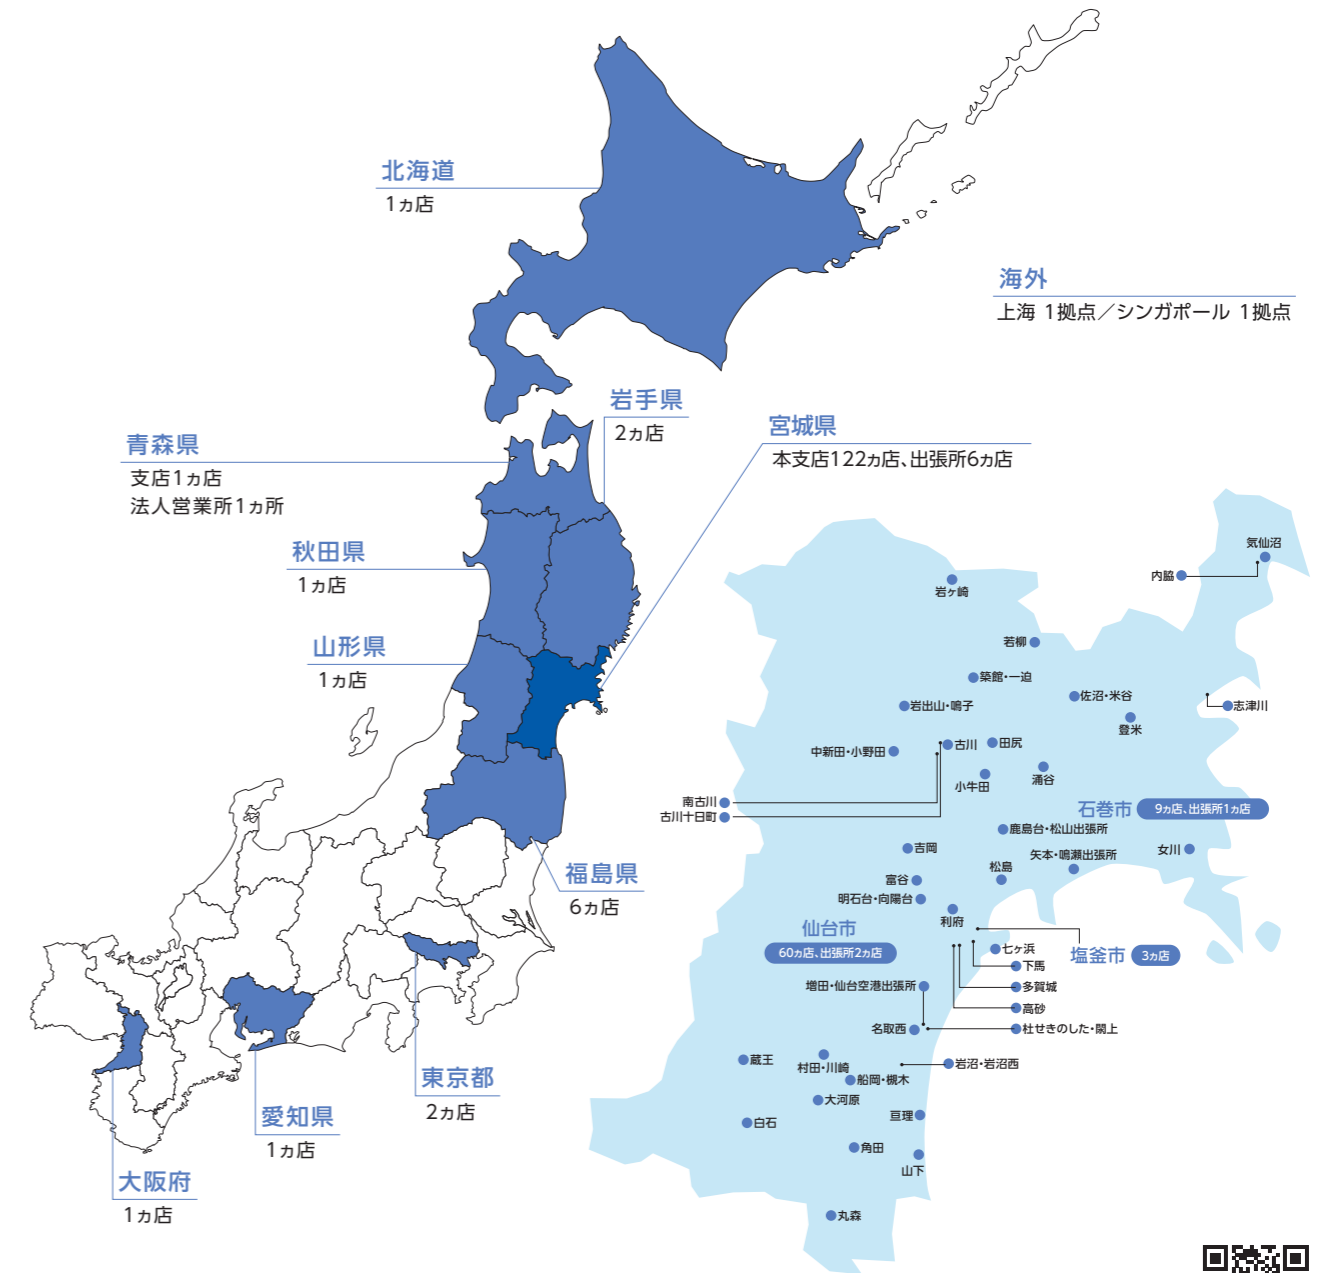 北海道
1ヵ店
海外
上海 1拠点／シンガポール 1拠点
岩手県
2ヵ店
宮城県
本支店122ヵ店、出張所6ヵ店
青森県
支店1ヵ店
法人営業所1ヵ所
秋田県
1ヵ店
山形県
1ヵ店
福島県
6ヵ店
東京都
2ヵ店
愛知県
1ヵ店
大阪府
1ヵ店
気仙沼
内脇
岩ヶ崎
若柳
築館・一迫
佐沼・米谷
岩出山・鳴子
志津川
登米
古川
田尻
中新田・小野田
涌谷
小牛田
南古川
古川十日町
石巻市
9ヵ店、出張所1ヵ店
鹿島台・松山出張所
吉岡
女川
矢本・鳴瀬出張所
松島
富谷
明石台・向陽台
利府
仙台市
60ヵ店、出張所2ヵ店
七ヶ浜
塩釜市
3ヵ店
下馬
増田・仙台空港出張所
多賀城
高砂
名取西
杜せきのした・閖上
蔵王
村田・川崎
岩沼・岩沼西
船岡・槻木
大河原
亘理
白石
角田
山下
丸森